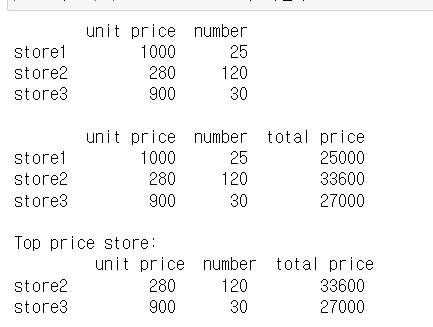 unit price number
store1 1000 25
store2 280 120
store3 900 30
unit price number total price
store1 1000 25 25000
store2 280 120 33600
store3 900 30 27000
Top price store:
unit price number total price
store2 280 120 33600
store3 900 30 27000